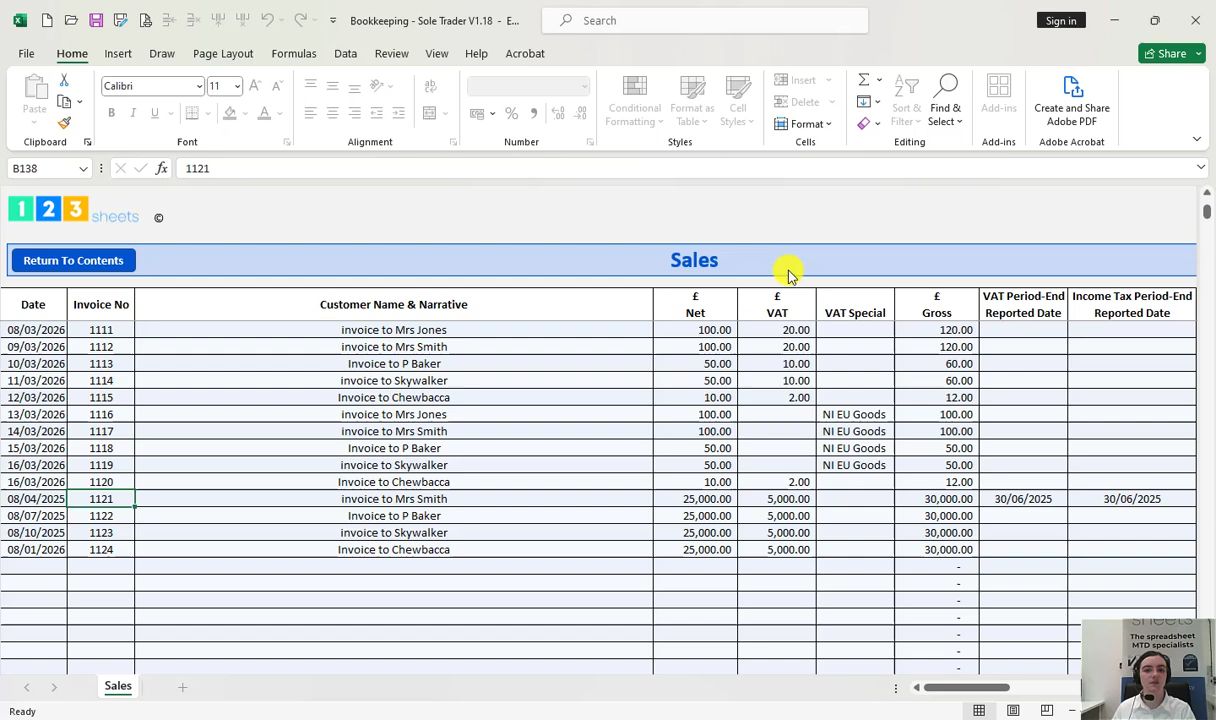 Bookkeeping - Sole Trader V1.18 - E...
Search
Sign in
File Home Insert Draw Page Layout Formulas Data Review View Help Acrobat
Share
Paste
Calibri 11
B I U
Conditional Formatting
Format as Table
Cell Styles
Insert
Delete
Format
Sort & Filter
Find & Select
Add-ins
Create and Share Adobe PDF
Clipboard Font Alignment Number Styles Cells Editing Add-ins Adobe Acrobat
B138 fx 1121
1 2 3 sheets ©
Return To Contents
Sales
Date Invoice No Customer Name & Narrative £ Net £ VAT VAT Special £ Gross VAT Period-End Reported Date Income Tax Period-End Reported Date
08/03/2026 1111 invoice to Mrs Jones 100.00 20.00 120.00
09/03/2026 1112 invoice to Mrs Smith 100.00 20.00 120.00
10/03/2026 1113 Invoice to P Baker 50.00 10.00 60.00
11/03/2026 1114 invoice to Skywalker 50.00 10.00 60.00
12/03/2026 1115 Invoice to Chewbacca 10.00 2.00 12.00
13/03/2026 1116 invoice to Mrs Jones 100.00 NI EU Goods 100.00
14/03/2026 1117 invoice to Mrs Smith 100.00 NI EU Goods 100.00
15/03/2026 1118 Invoice to P Baker 50.00 NI EU Goods 50.00
16/03/2026 1119 invoice to Skywalker 50.00 NI EU Goods 50.00
16/03/2026 1120 Invoice to Chewbacca 10.00 2.00 12.00
08/04/2025 1121 invoice to Mrs Smith 25,000.00 5,000.00 30,000.00 30/06/2025 30/06/2025
08/07/2025 1122 Invoice to P Baker 25,000.00 5,000.00 30,000.00
08/10/2025 1123 invoice to Skywalker 25,000.00 5,000.00 30,000.00
08/01/2026 1124 Invoice to Chewbacca 25,000.00 5,000.00 30,000.00
-
-
-
-
-
-
-
sheets
The spreadsheet
MTD specialists
Sales
Ready